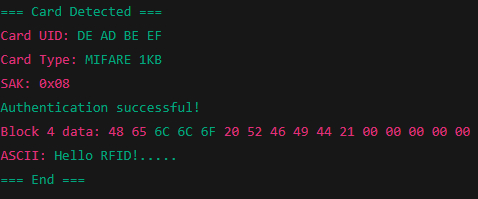 === Card Detected ===
Card UID: DE AD BE EF
Card Type: MIFARE 1KB
SAK: 0x08
Authentication successful!
Block 4 data: 48 65 6C 6C 6F 20 52 46 49 44 21 00 00 00 00 00
ASCII: Hello RFID!.....
=== End ===